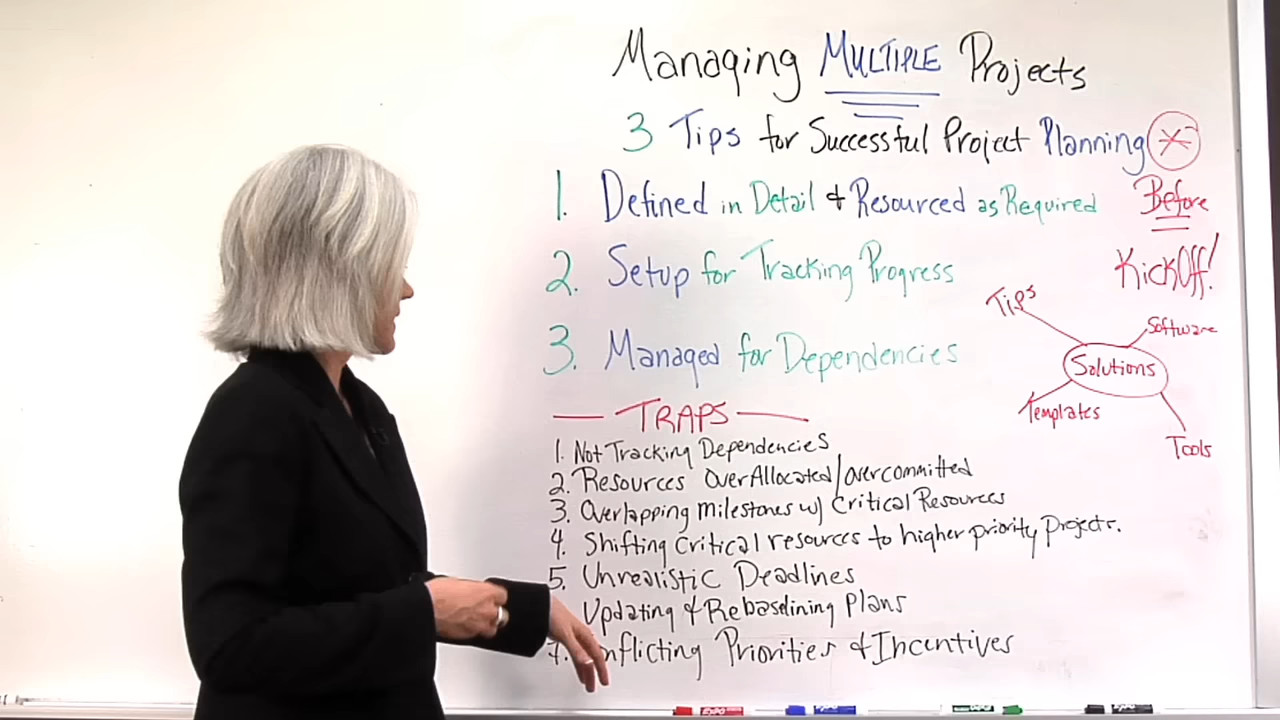 Managing MULTIPLE Projects
3 Tips for Successful Project Planning
1. Defined in Detail & Resourced as Required
Before
KickOff!
2. Setup for Tracking Progress
3. Managed for Dependencies
Tips
Software
Solutions
Templates
Tools
TRAPS
1. Not Tracking Dependencies
2. Resources OverAllocated/Overcommitted
3. Overlapping milestones w/ Critical Resources
4. Shifting critical resources to higher priority projects.
5. Unrealistic Deadlines
Updating & Rebaselining Plans
7. Conflicting Priorities & Incentives
EXPO
EXPO